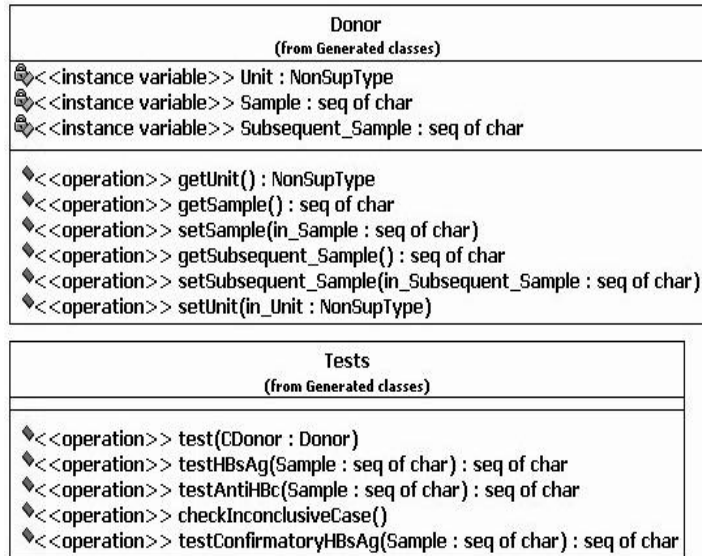 Donor
(from Generated classes)
<<instance variable>> Unit : NonSupType
<<instance variable>> Sample : seq of char
<<instance variable>> Subsequent_Sample : seq of char
<<operation>> getUnit() : NonSupType
<<operation>> getSample() : seq of char
<<operation>> setSample(in_Sample : seq of char)
<<operation>> getSubsequent_Sample() : seq of char
<<operation>> setSubsequent_Sample(in_Subsequent_Sample : seq of char)
<<operation>> setUnit(in_Unit : NonSupType)
Tests
(from Generated classes)
<<operation>> test(CDonor : Donor)
<<operation>> testHBsAg(Sample : seq of char) : seq of char
<<operation>> testAntiHBc(Sample : seq of char) : seq of char
<<operation>> checkInconclusiveCase()
<<operation>> testConfirmatoryHBsAg(Sample : seq of char) : seq of char